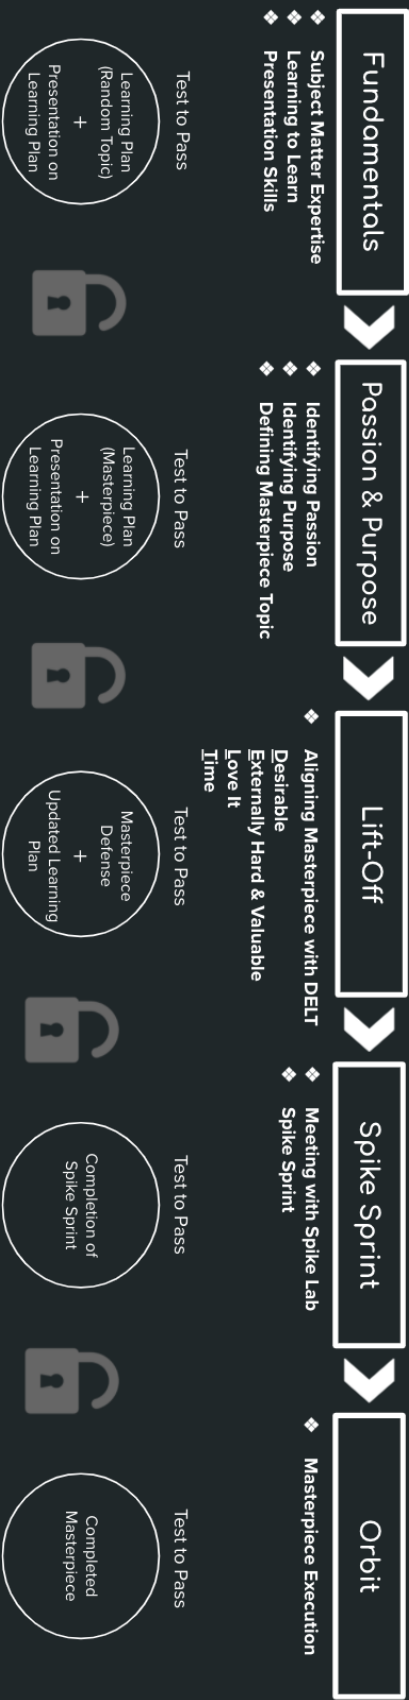 Fundamentals
❖ Subject Matter Expertise
❖ Learning to Learn
❖ Presentation Skills
Test to Pass
Learning Plan
(Random Topic)
+
Presentation on
Learning Plan
Passion & Purpose
❖ Identifying Passion
❖ Identifying Purpose
❖ Defining Masterpiece Topic
Test to Pass
Learning Plan
(Masterpiece)
+
Presentation on
Learning Plan
Lift-Off
❖ Aligning Masterpiece with DELT
Desirable
Externally Hard & Valuable
Love It
Time
Test to Pass
Masterpiece
Defense
+
Updated Learning
Plan
Spike Sprint
❖ Meeting with Spike Lab
❖ Spike Sprint
Test to Pass
Completion of
Spike Sprint
Orbit
❖ Masterpiece Execution
Test to Pass
Completed
Masterpiece